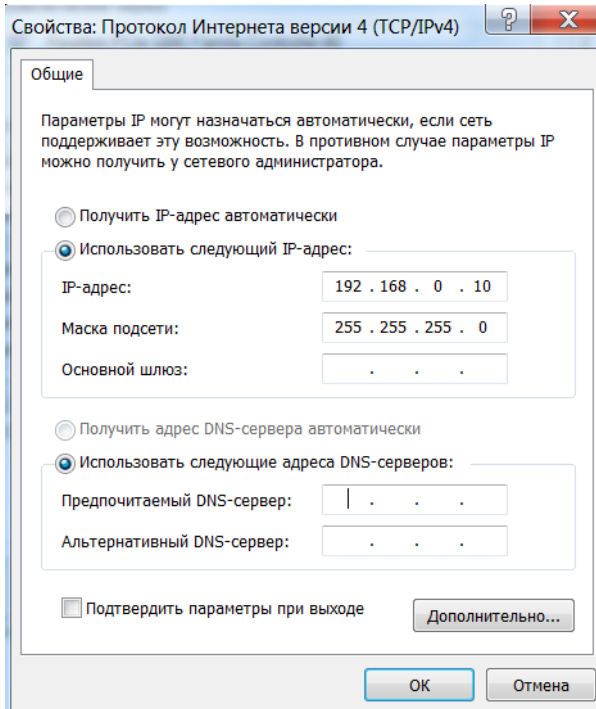 Свойства: Протокол Интернета версии 4 (TCP/IPv4)
Общие
Параметры IP могут назначаться автоматически, если сеть
поддерживает эту возможность. В противном случае параметры IP
можно получить у сетевого администратора.
Получить IP-адрес автоматически
Использовать следующий IP-адрес:
IP-адрес: 192 . 168 . 0 . 10
Маска подсети: 255 . 255 . 255 . 0
Основной шлюз: . . .
Получить адрес DNS-сервера автоматически
Использовать следующие адреса DNS-серверов:
Предпочитаемый DNS-сервер: . . .
Альтернативный DNS-сервер: . . .
Подтвердить параметры при выходе
Дополнительно...
ОК Отмена